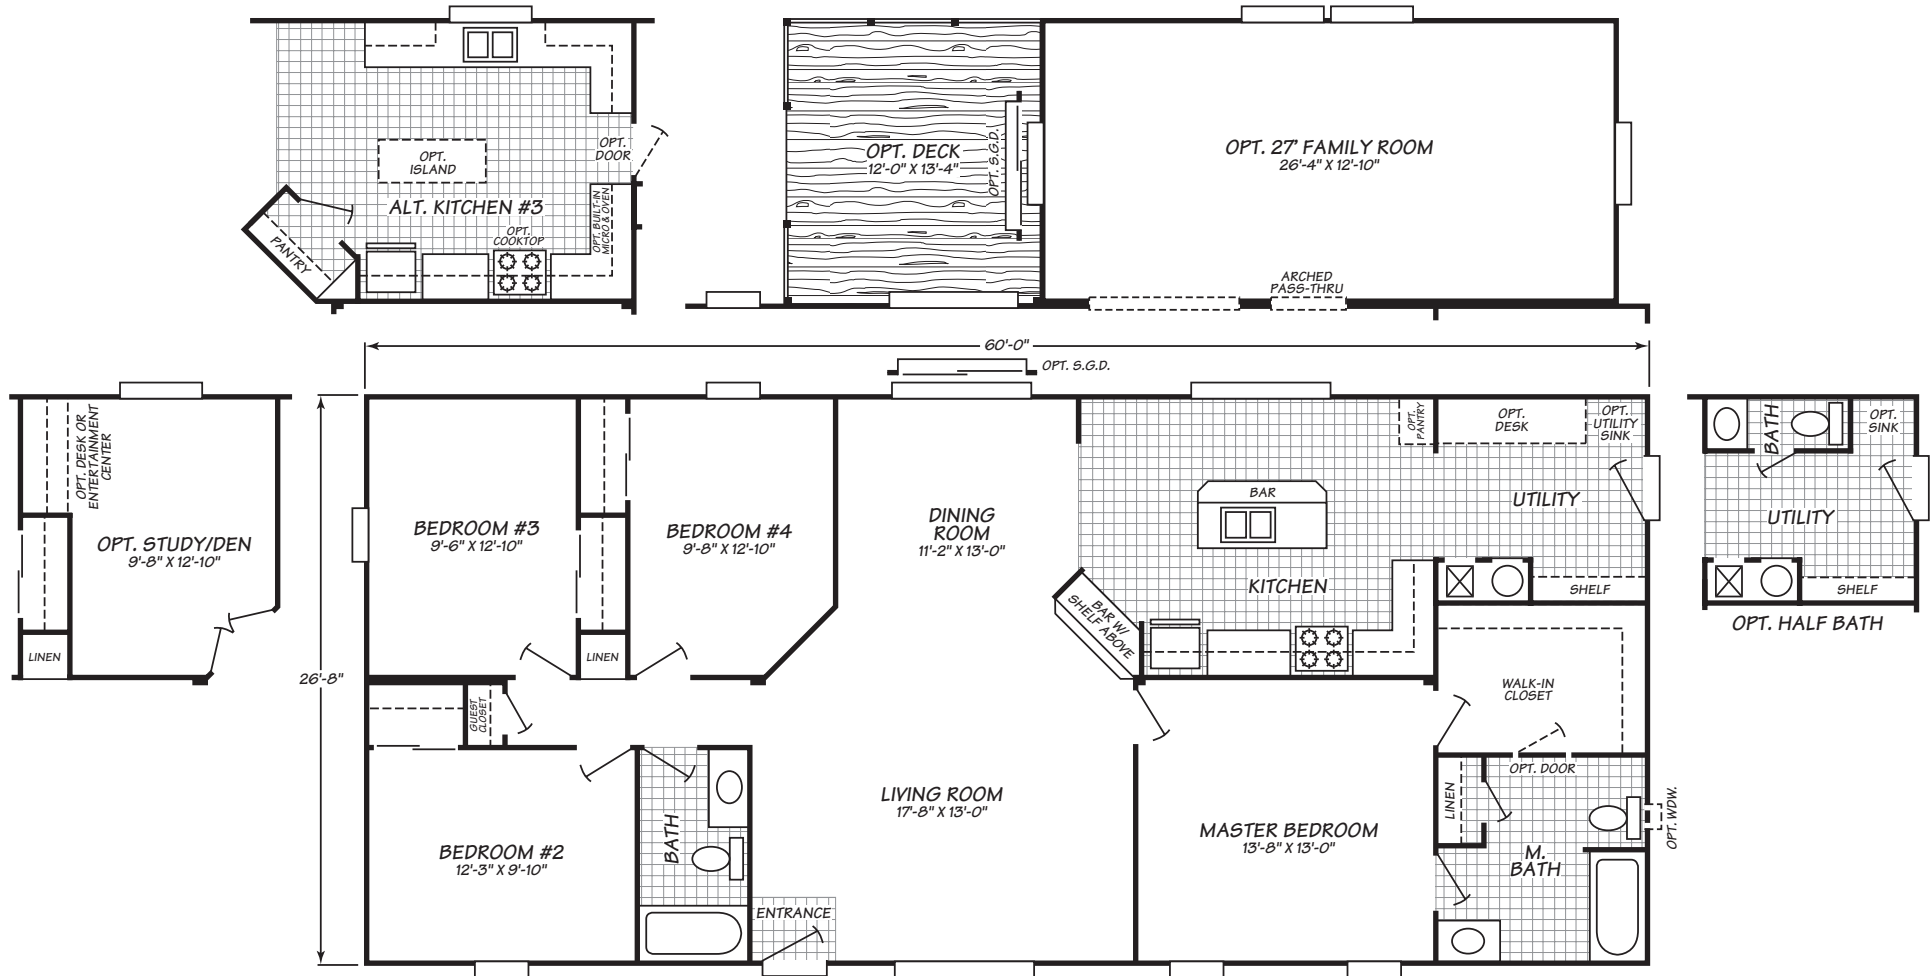 OPT.
DOOR
OPT.
ISLAND
ALT. KITCHEN #3
PANTRY
OPT.
COOKTOP
OPT. BUILT-IN
MICRO & OVEN
OPT. DECK
12'-0" X 13'-4"
OPT. S.G.D.
OPT. 27' FAMILY ROOM
26'-4" X 12'-10"
ARCHED
PASS-THRU
60'-0"
OPT. S.G.D.
OPT. DESK OR
ENTERTAINMENT
CENTER
OPT. STUDY/DEN
9'-8" X 12'-10"
LINEN
26'-8"
BEDROOM #3
9'-6" X 12'-10"
BEDROOM #4
9'-8" X 12'-10"
LINEN
DINING
ROOM
11'-2" X 13'-0"
OPT.
PANTRY
OPT.
DESK
OPT.
UTILITY
SINK
BAR
UTILITY
KITCHEN
BAR W/
SHELF ABOVE
SHELF
BATH
OPT.
SINK
UTILITY
SHELF
OPT. HALF BATH
GUEST
CLOSET
WALK-IN
CLOSET
OPT. DOOR
LINEN
OPT. WDW.
BEDROOM #2
12'-3" X 9'-10"
BATH
LIVING ROOM
17'-8" X 13'-0"
ENTRANCE
MASTER BEDROOM
13'-8" X 13'-0"
M.
BATH